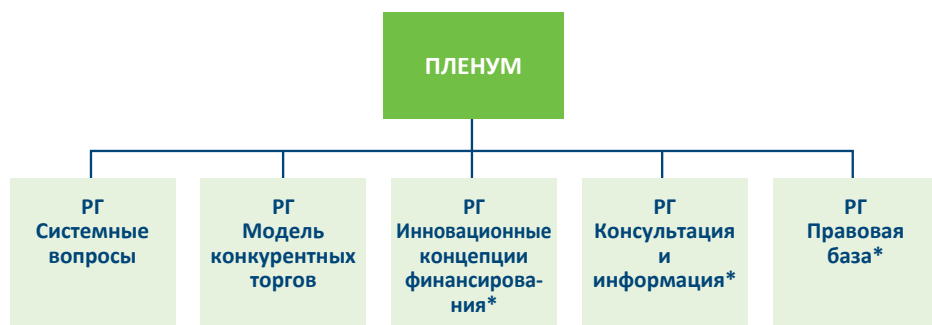 ПЛЕНУМ
РГ
Системные
вопросы
РГ
Модель
конкурентных
торгов
РГ
Инновационные
концепции
финансирова-
ния*
РГ
Консультация
и
информация*
РГ
Правовая
база*